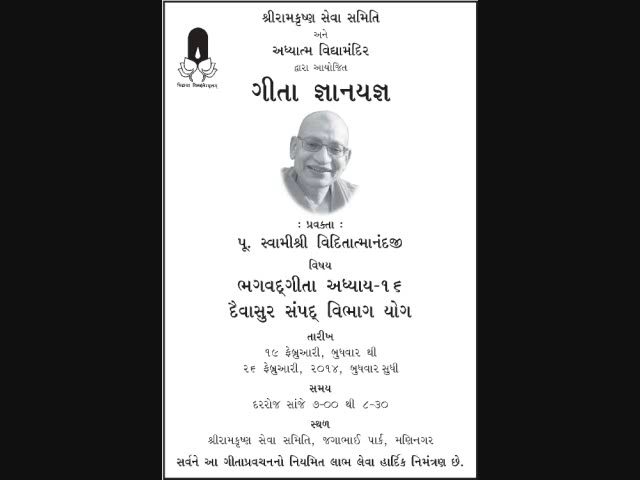 શ્રીરામકૃષ્ણ સેવા સમિતિ
અને
અધ્યાત્મ વિદ્યામંદિર
દ્વારા આયોજિત
ગીતા જ્ઞાનયજ્ઞ
: પ્રવક્તા :
પૂ. સ્વામીશ્રી વિદિતાત્માનંદજી
વિષય
ભગવદ્ગીતા અધ્યાય-૧૬
દૈવાસુર સંપદ્ વિભાગ યોગ
તારીખ
૧૯ ફેબ્રુઆરી, બુધવાર થી
૨૬ ફેબ્રુઆરી, ૨૦૧૪, બુધવાર સુધી
સમય
દરરોજ સાંજે ૭-૦૦ થી ૮-૩૦
સ્થળ
શ્રીરામકૃષ્ણ સેવા સમિતિ, જગાભાઈ પાર્ક, મણિનગર
સર્વને આ ગીતાપ્રવચનનો નિયમિત લાભ લેવા હાર્દિક નિમંત્રણ છે.